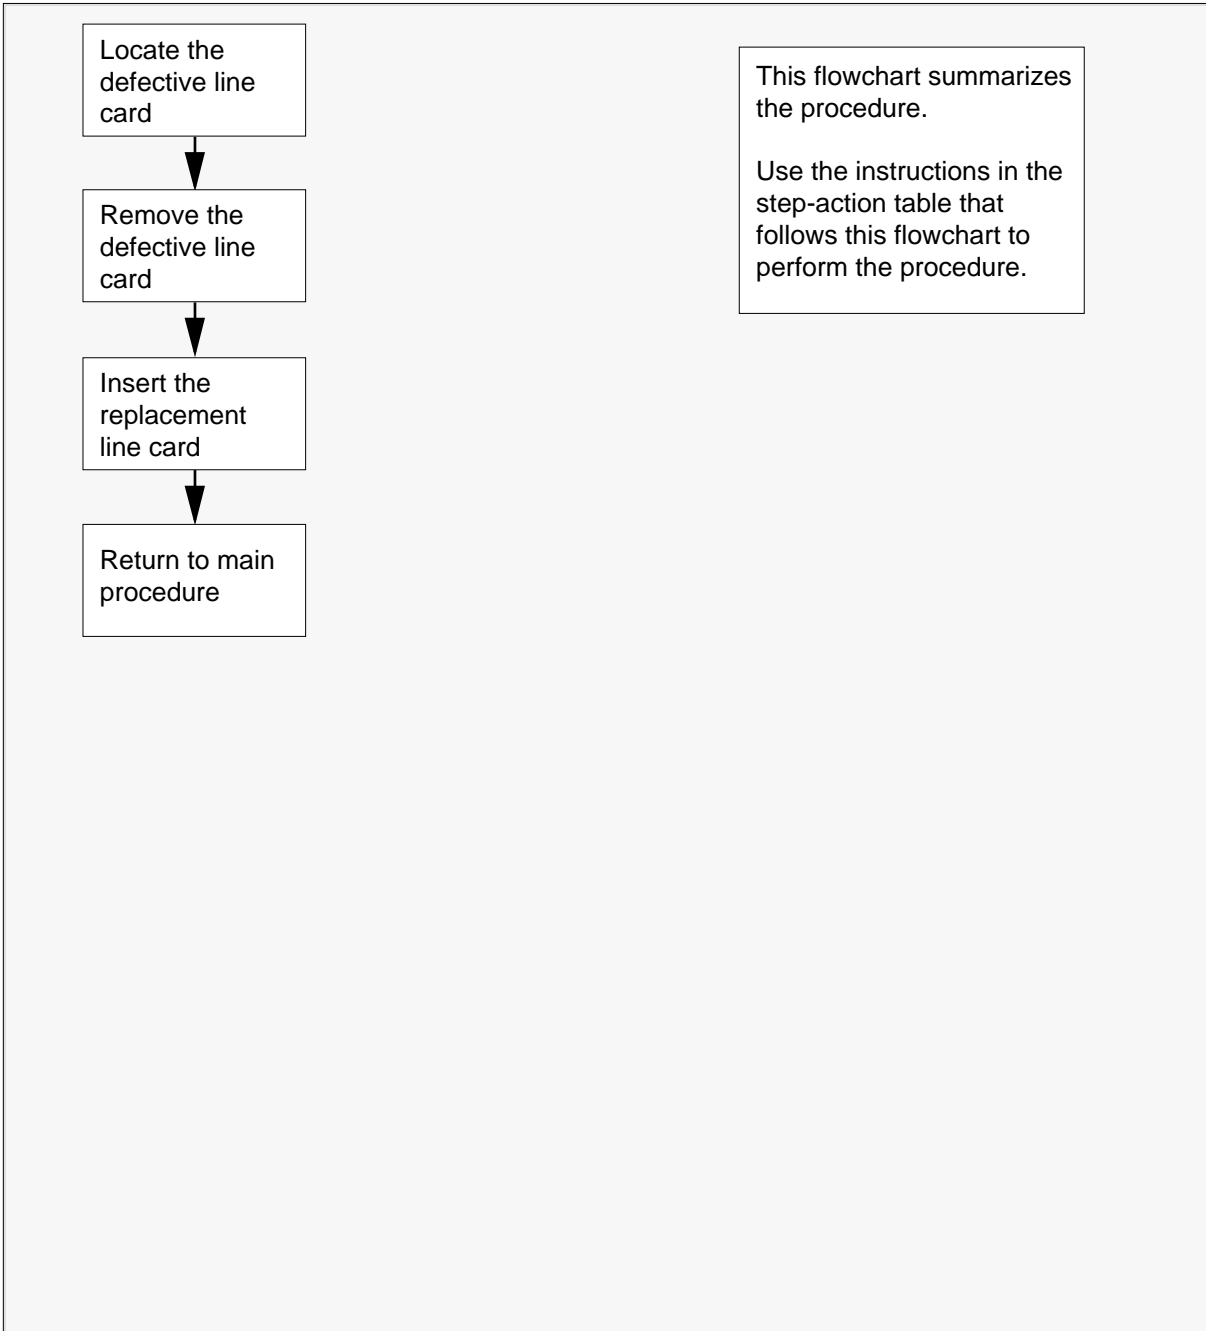 Locate the
defective line
card
Remove the
defective line
card
Insert the
replacement
line card
Return to main
procedure
This flowchart summarizes
the procedure.
Use the instructions in the
step-action table that
follows this flowchart to
perform the procedure.